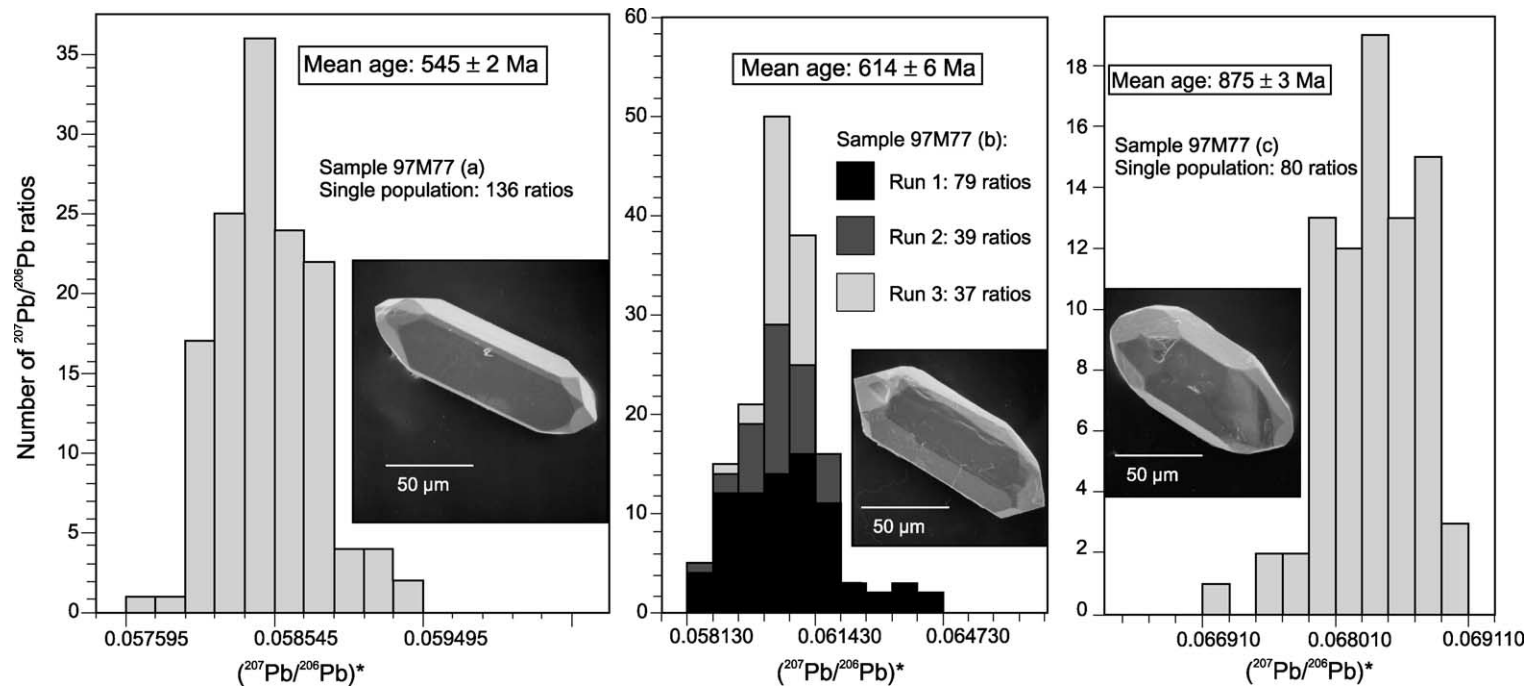 Number of ²⁰⁷Pb/²⁰⁶Pb ratios
35
30
25
20
15
10
5
0
Mean age: 545 ± 2 Ma
Sample 97M77 (a)
Single population: 136 ratios
50 µm
0.057595 0.058545 0.059495
(²⁰⁷Pb/²⁰⁶Pb)*
60
50
40
30
20
10
0
Mean age: 614 ± 6 Ma
Sample 97M77 (b):
Run 1: 79 ratios
Run 2: 39 ratios
Run 3: 37 ratios
50 µm
0.058130 0.061430 0.064730
(²⁰⁷Pb/²⁰⁶Pb)*
18
16
14
12
10
8
6
4
2
0
Mean age: 875 ± 3 Ma
Sample 97M77 (c)
Single population: 80 ratios
50 µm
0.066910 0.068010 0.069110
(²⁰⁷Pb/²⁰⁶Pb)*